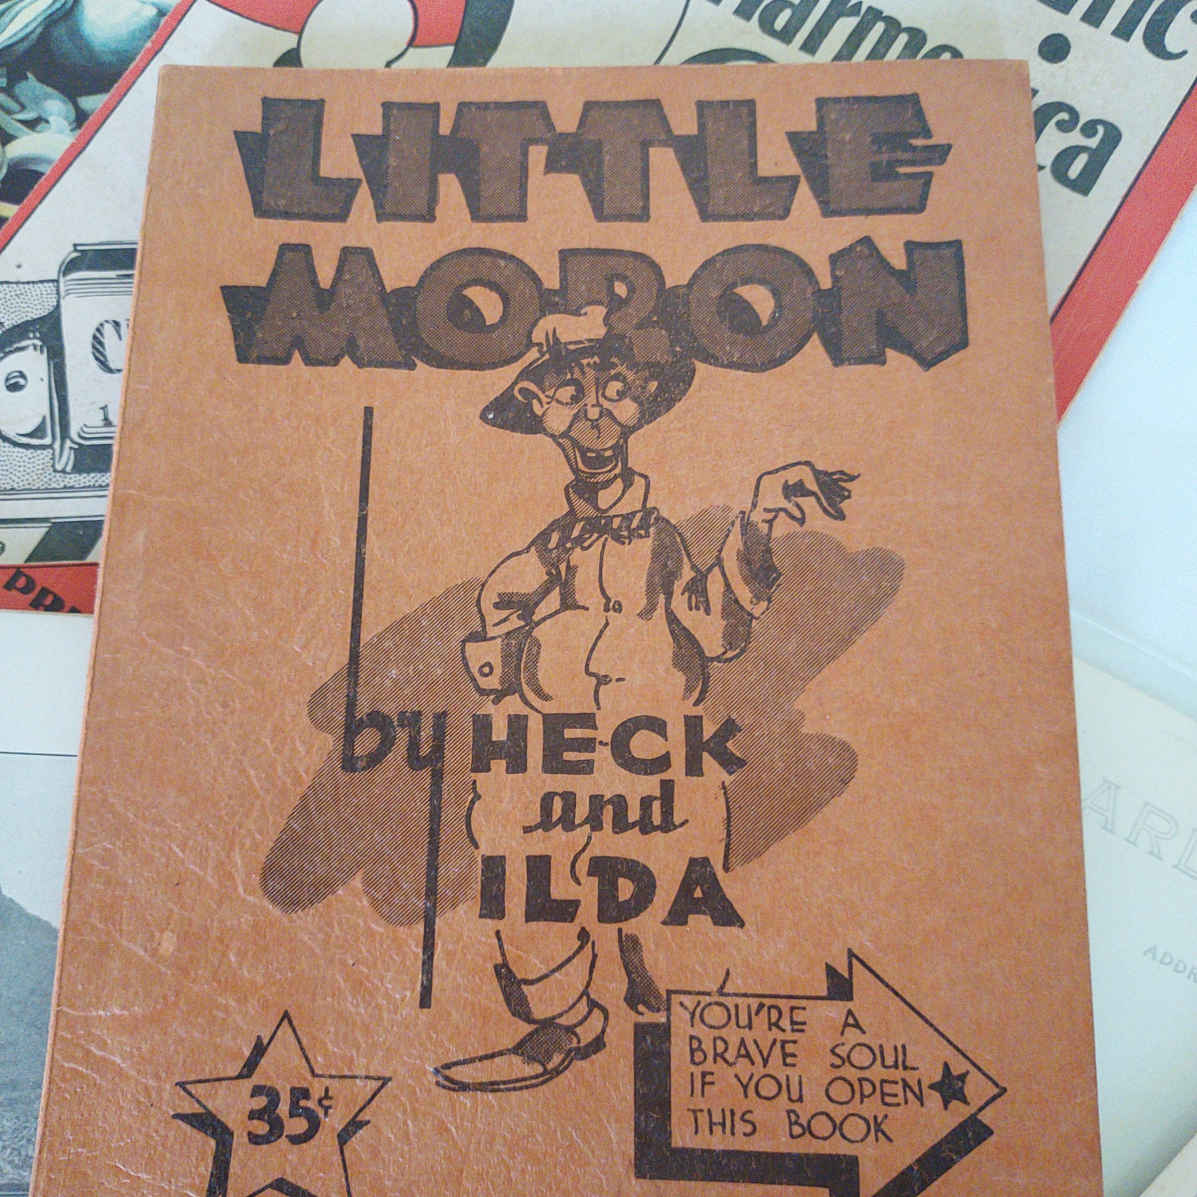 LITTLE
MORON
by HECK
and
ILDA
35¢
YOU'RE A
BRAVE SOUL
IF YOU OPEN
THIS BOOK